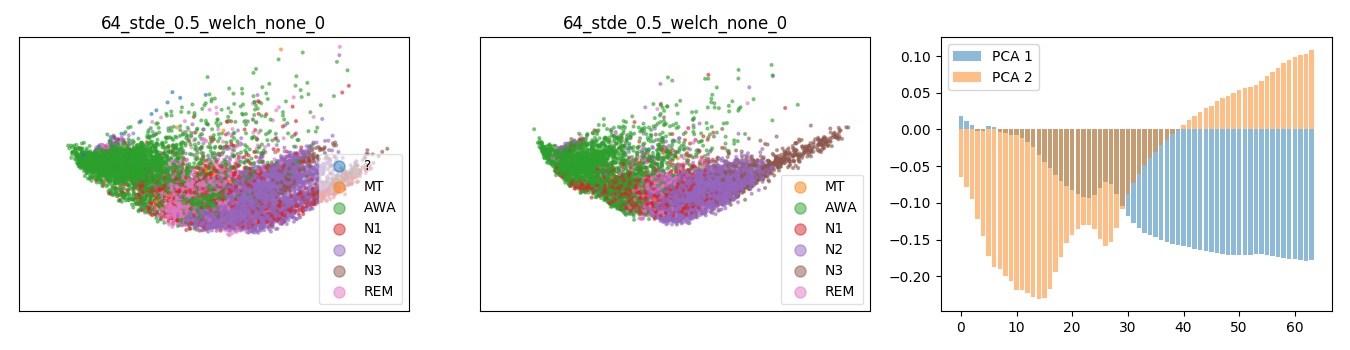 64_stde_0.5_welch_none_0
?
MT
AWA
N1
N2
N3
REM
64_stde_0.5_welch_none_0
MT
AWA
N1
N2
N3
REM
PCA 1
PCA 2
0.10
0.05
0.00
−0.05
−0.10
−0.15
−0.20
0 10 20 30 40 50 60